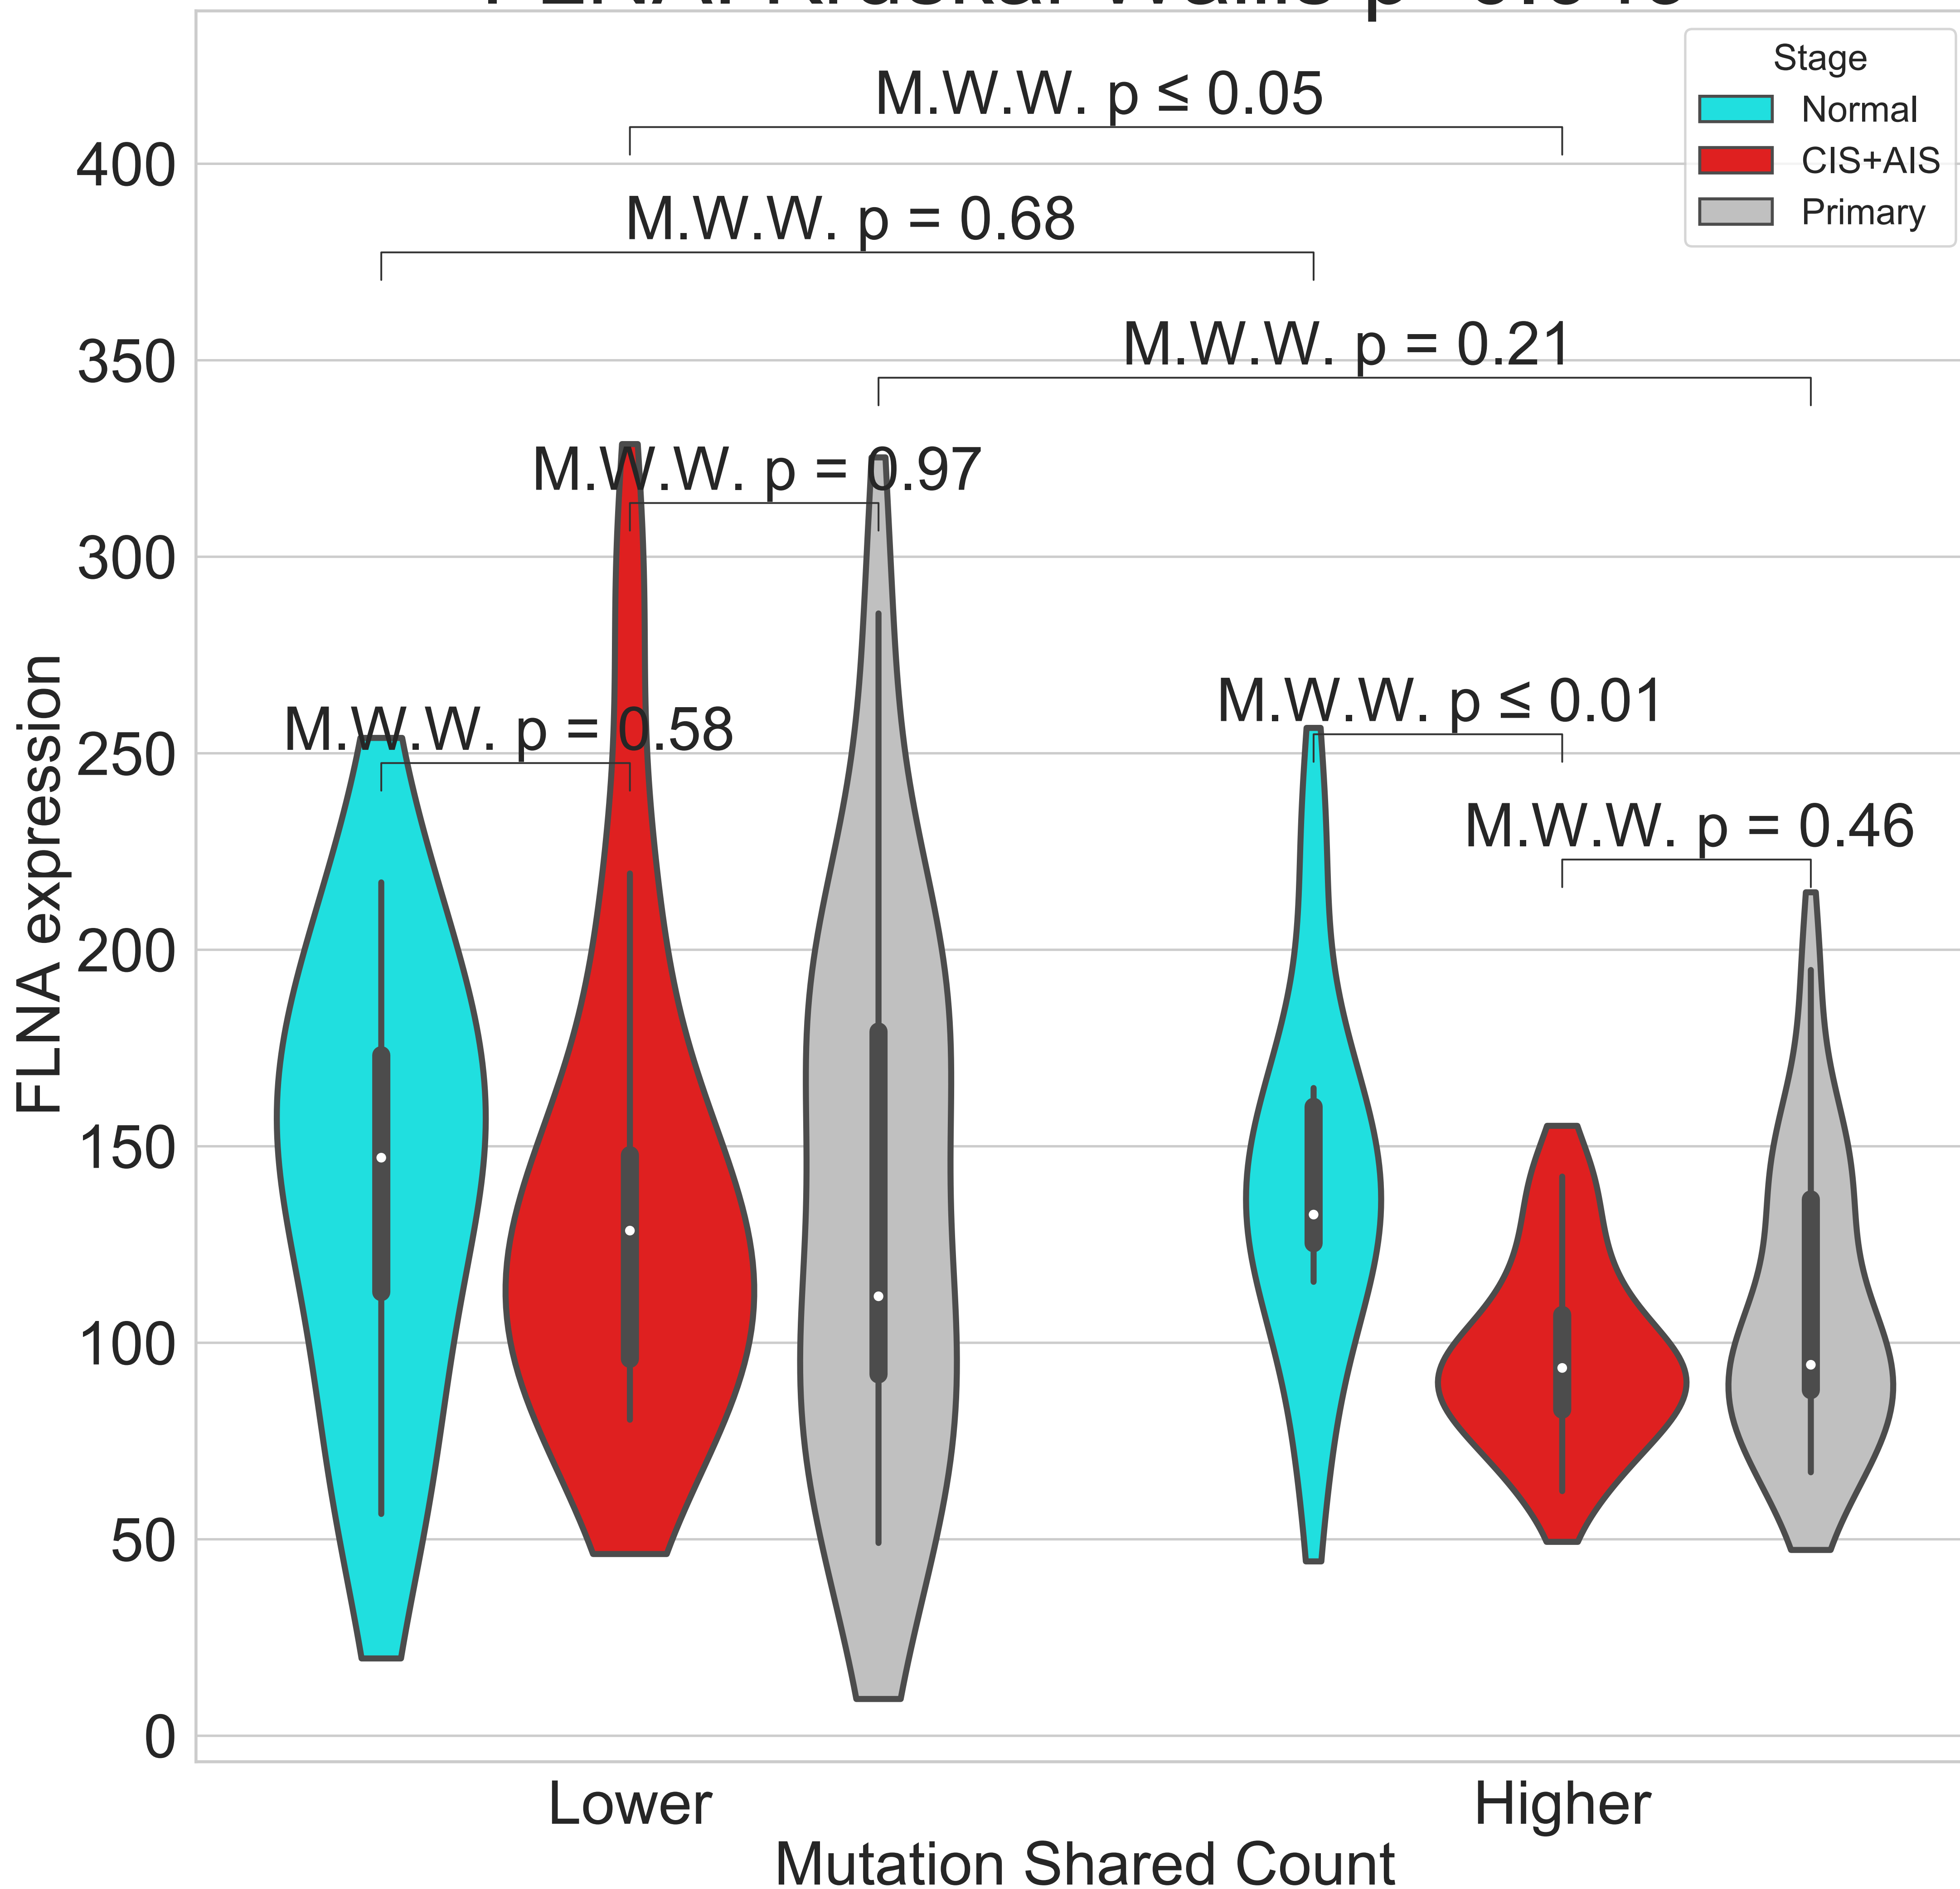 Stage
Normal
CIS+AIS
Primary
M.W.W. p ≤ 0.05
M.W.W. p = 0.68
M.W.W. p = 0.21
M.W.W. p = 0.97
M.W.W. p = 0.58
M.W.W. p ≤ 0.01
M.W.W. p = 0.46
400
350
300
250
200
150
100
50
0
FLNA expression
Lower
Higher
Mutation Shared Count